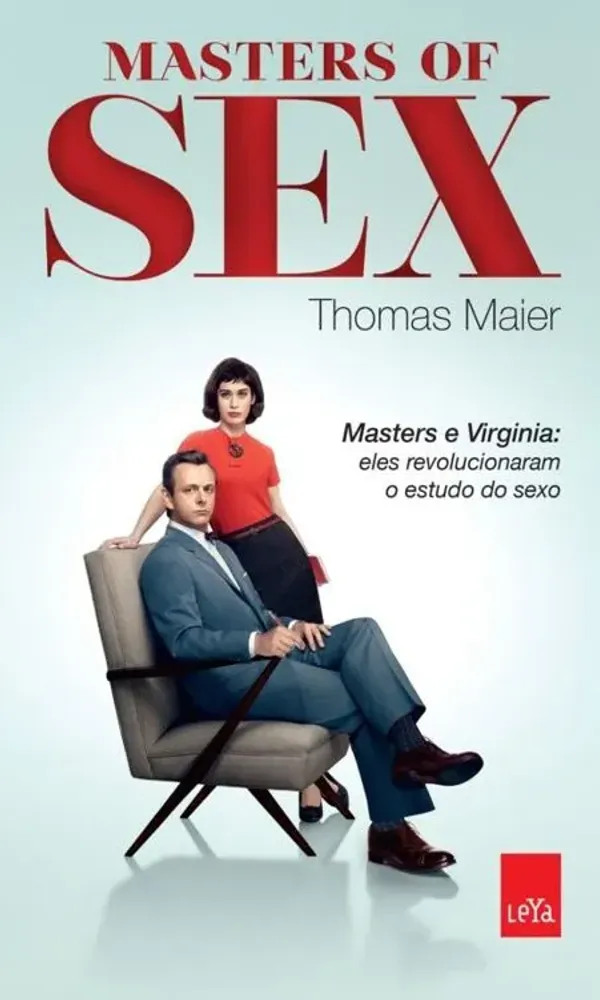 MASTERS OF
SEX
Thomas Maier
Masters e Virginia:
eles revolucionaram
o estudo do sexo
LeYa